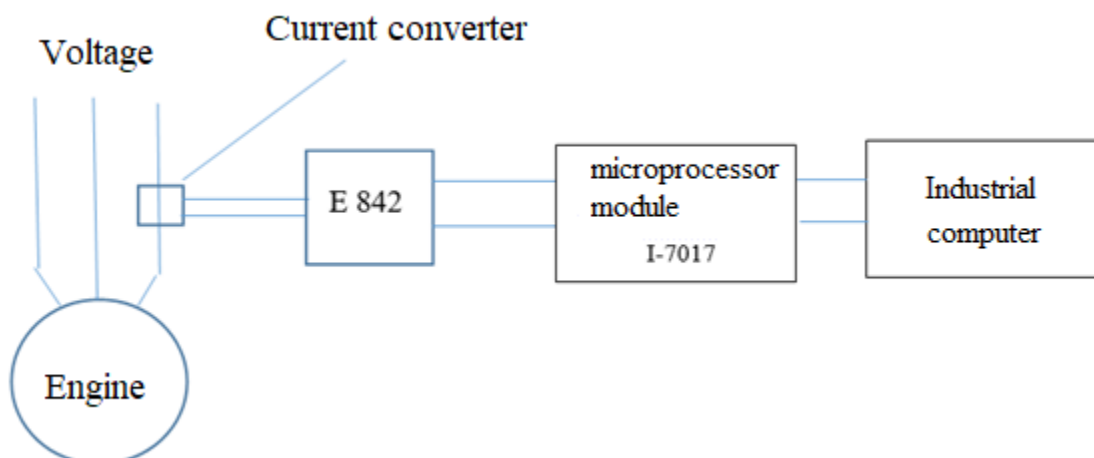 Current converter
Voltage
E 842
microprocessor
module
I-7017
Industrial
computer
Engine